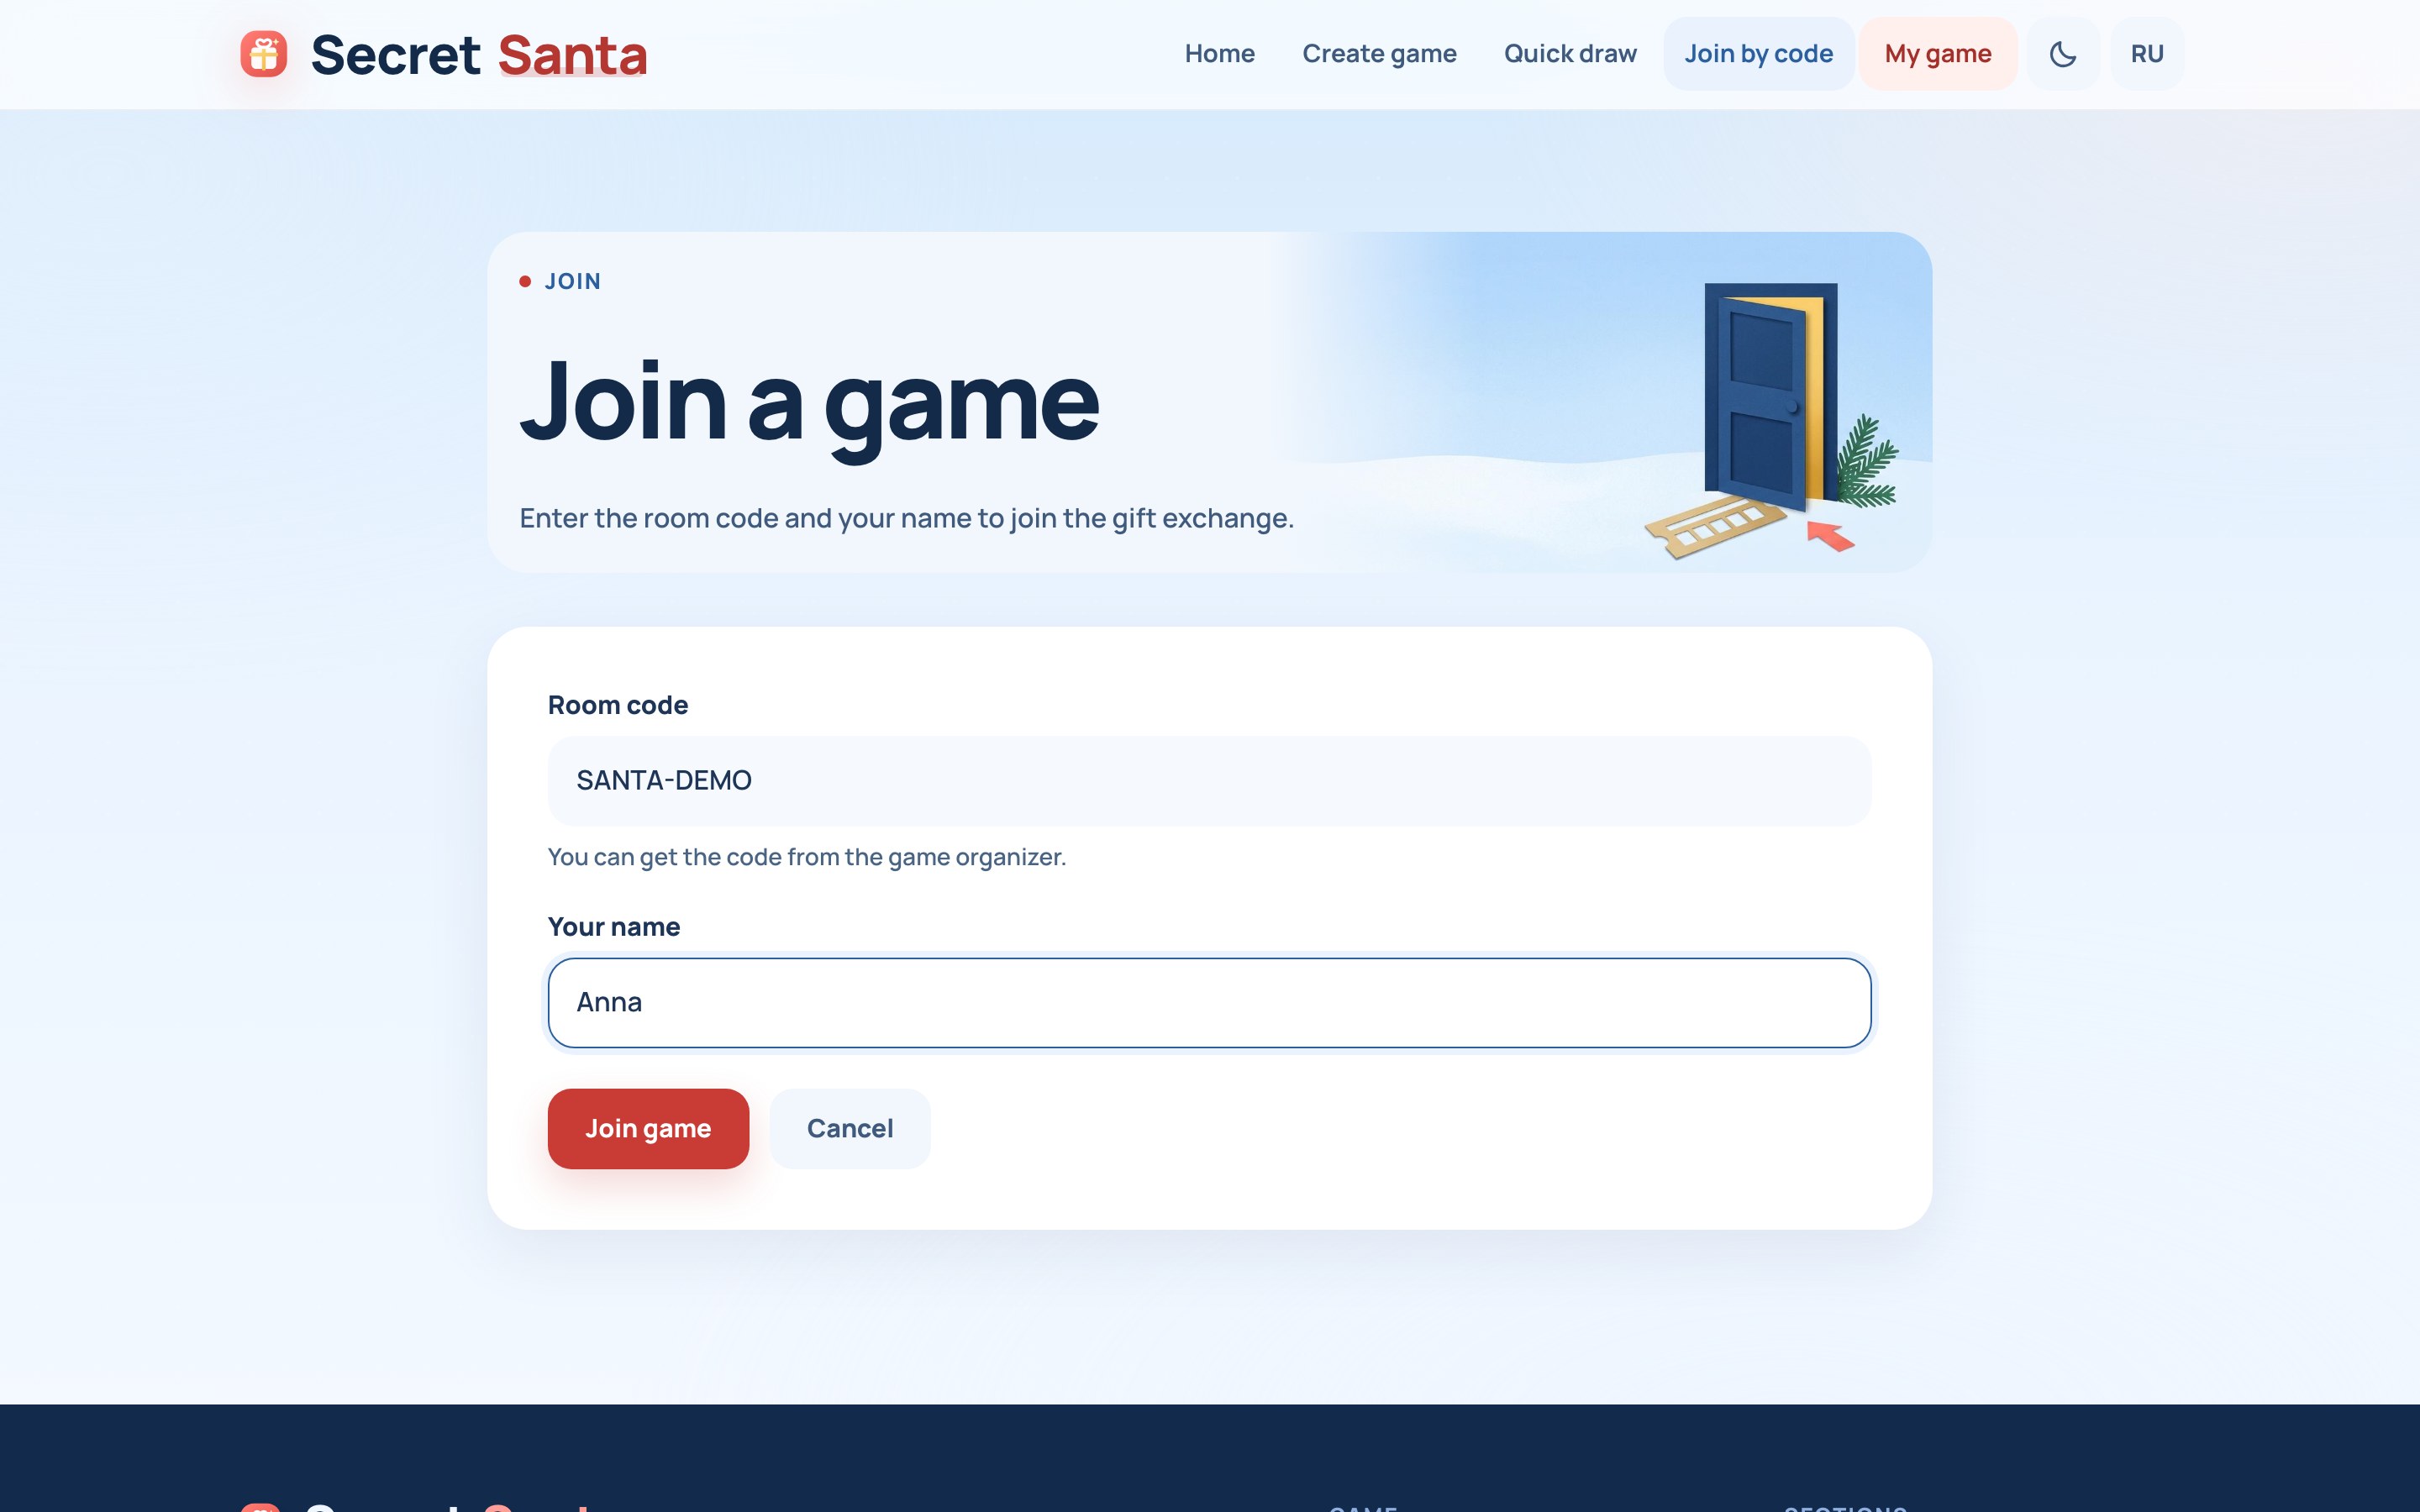 Secret Santa
Home Create game Quick draw Join by code My game RU
JOIN
Join a game
Enter the room code and your name to join the gift exchange.
Room code
SANTA-DEMO
You can get the code from the game organizer.
Your name
Anna
Join game Cancel